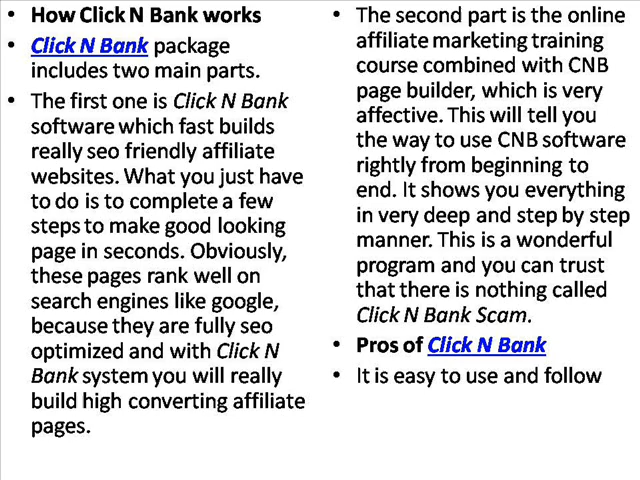 • How Click N Bank works
• Click N Bank package
includes two main parts.
• The first one is Click N Bank
software which fast builds
really seo friendly affiliate
websites. What you just have
to do is to complete a few
steps to make good looking
page in seconds. Obviously,
these pages rank well on
search engines like google,
because they are fully seo
optimized and with Click N
Bank system you will really
build high converting affiliate
pages.
• The second part is the online
affiliate marketing training
course combined with CNB
page builder, which is very
affective. This will tell you
the way to use CNB software
rightly from beginning to
end. It shows you everything
in very deep and step by step
manner. This is a wonderful
program and you can trust
that there is nothing called
Click N Bank Scam.
• Pros of Click N Bank
• It is easy to use and follow